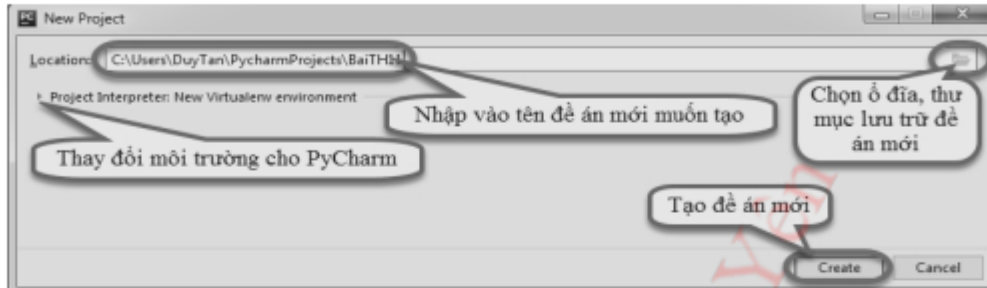 PC New Project
Location: C:\Users\DuyTan\PycharmProjects\BaiTH1
Project Interpreter: New Virtualenv environment
Nhập vào tên đề án mới muốn tạo
Chọn ổ đĩa, thư
mục lưu trữ đề
án mới
Thay đổi môi trường cho PyCharm
Tạo đề án mới
Yên
Create Cancel